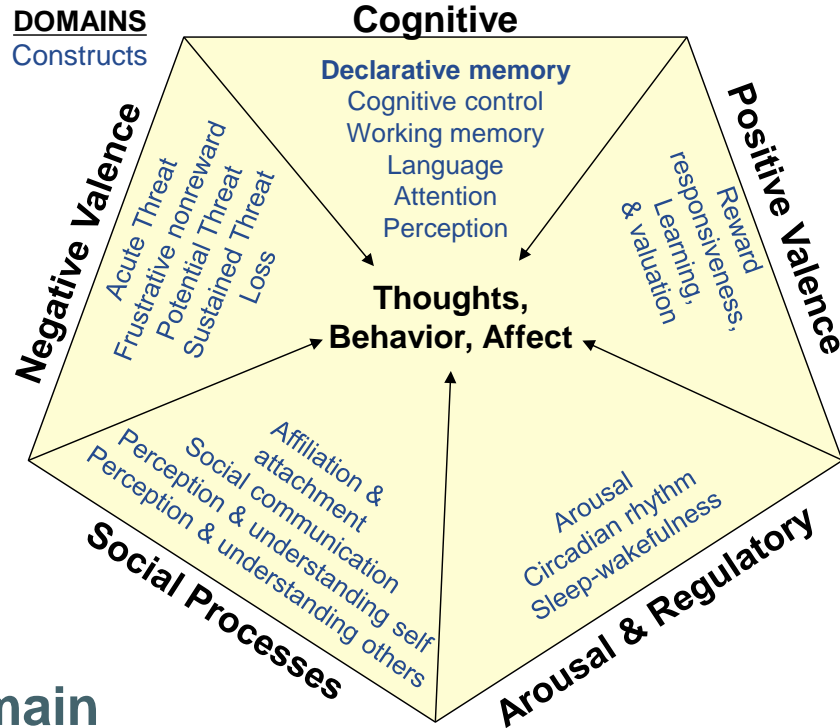 DOMAINS
Constructs
Cognitive
Declarative memory
Cognitive control
Working memory
Language
Attention
Perception
Negative Valence
Acute Threat
Frustrative nonreward
Potential Threat
Sustained Threat
Loss
Positive Valence
Reward
responsiveness,
Learning,
& valuation
Thoughts,
Behavior, Affect
Affiliation &
attachment
Social communication
Perception & understanding self
Perception & understanding others
Social Processes
Arousal
Circadian rhythm
Sleep-wakefulness
Arousal & Regulatory
main